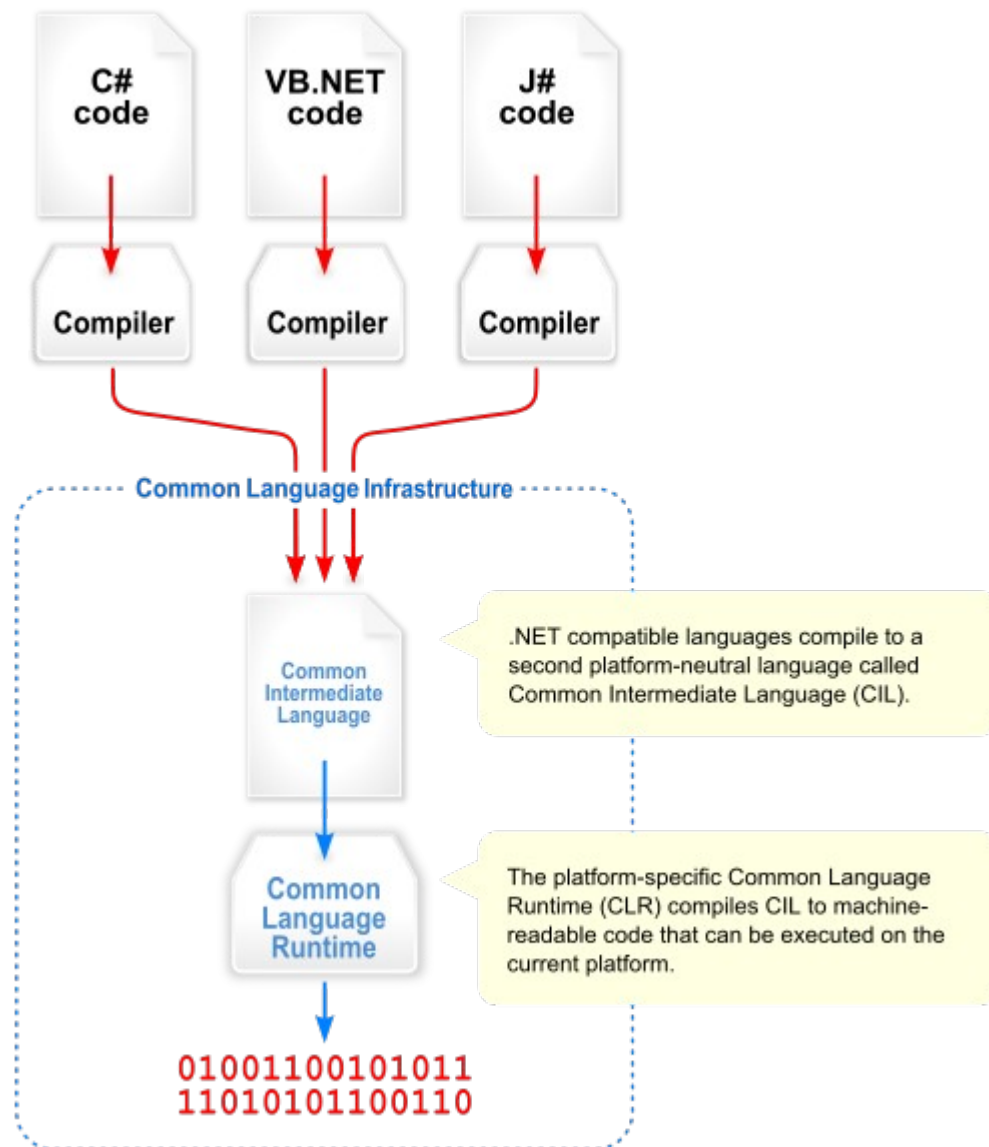 C#
code
VB.NET
code
J#
code
Compiler
Compiler
Compiler
Common Language Infrastructure
Common
Intermediate
Language
.NET compatible languages compile to a
second platform-neutral language called
Common Intermediate Language (CIL).
Common
Language
Runtime
The platform-specific Common Language
Runtime (CLR) compiles CIL to machine-
readable code that can be executed on the
current platform.
01001100101011
11010101100110